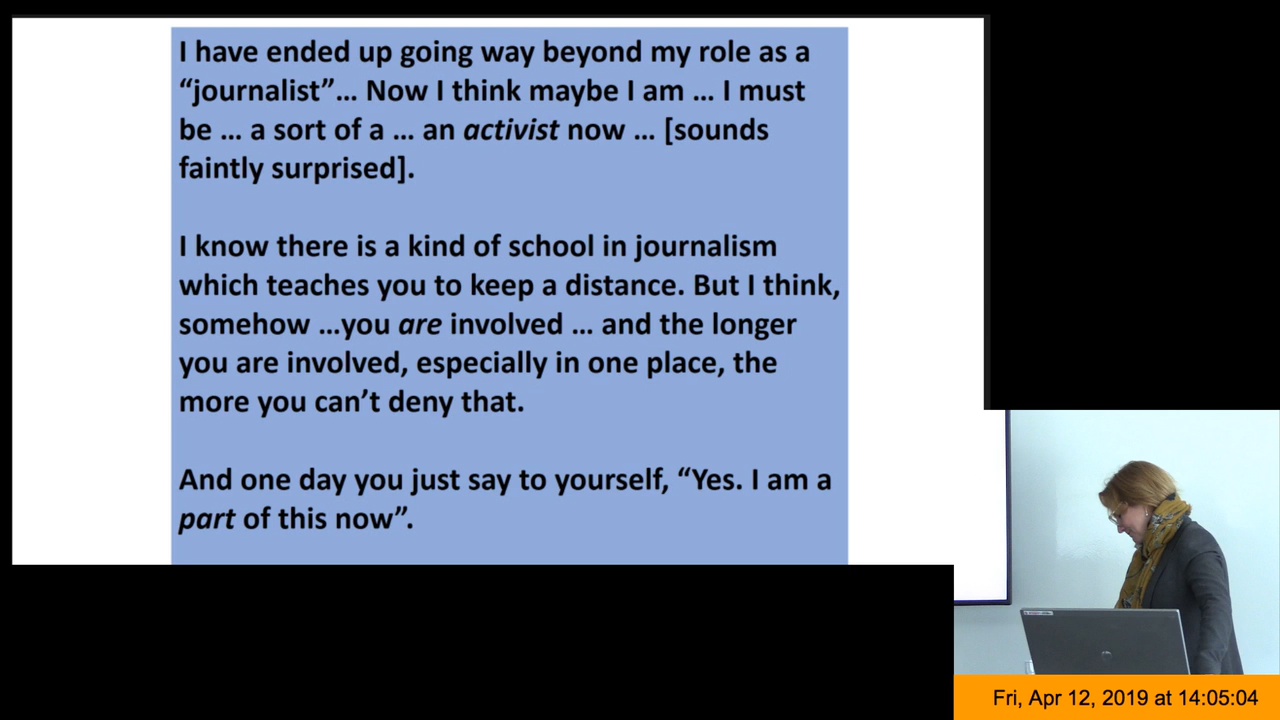 I have ended up going way beyond my role as a
“journalist”… Now I think maybe I am … I must
be … a sort of a … an activist now … [sounds
faintly surprised].
I know there is a kind of school in journalism
which teaches you to keep a distance. But I think,
somehow …you are involved … and the longer
you are involved, especially in one place, the
more you can’t deny that.
And one day you just say to yourself, “Yes. I am a
part of this now”.
Fri, Apr 12, 2019 at 14:05:04